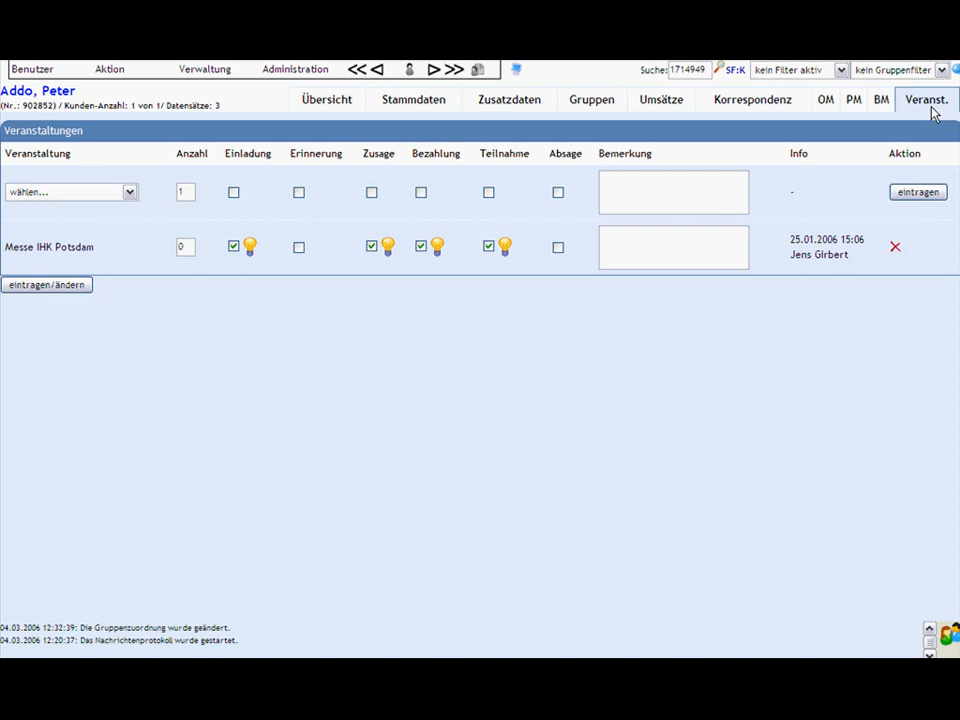 Benutzer Aktion Verwaltung Administration Suche: 1714949 SF:K kein Filter aktiv kein Gruppenfilter
Addo, Peter
(Nr.: 902852) / Kunden-Anzahl: 1 von 1/ Datensätze: 3
Übersicht Stammdaten Zusatzdaten Gruppen Umsätze Korrespondenz OM PM BM Veranst.
Veranstaltungen
Veranstaltung Anzahl Einladung Erinnerung Zusage Bezahlung Teilnahme Absage Bemerkung Info Aktion
wählen... 1 - eintragen
Messe IHK Potsdam 0 25.01.2006 15:06
Jens Girbert
eintragen/ändern
04.03.2006 12:32:39: Die Gruppenzuordnung wurde geändert.
04.03.2006 12:20:37: Das Nachrichtenprotokoll wurde gestartet.